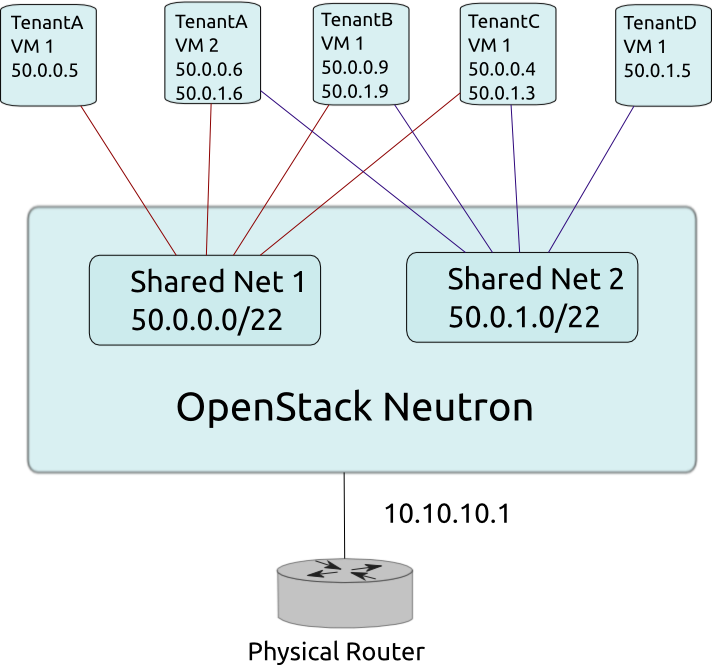 TenantA
VM 1
50.0.0.5
TenantA
VM 2
50.0.0.6
50.0.1.6
TenantB
VM 1
50.0.0.9
50.0.1.9
TenantC
VM 1
50.0.0.4
50.0.1.3
TenantD
VM 1
50.0.1.5
Shared Net 1
50.0.0.0/22
Shared Net 2
50.0.1.0/22
OpenStack Neutron
10.10.10.1
Physical Router